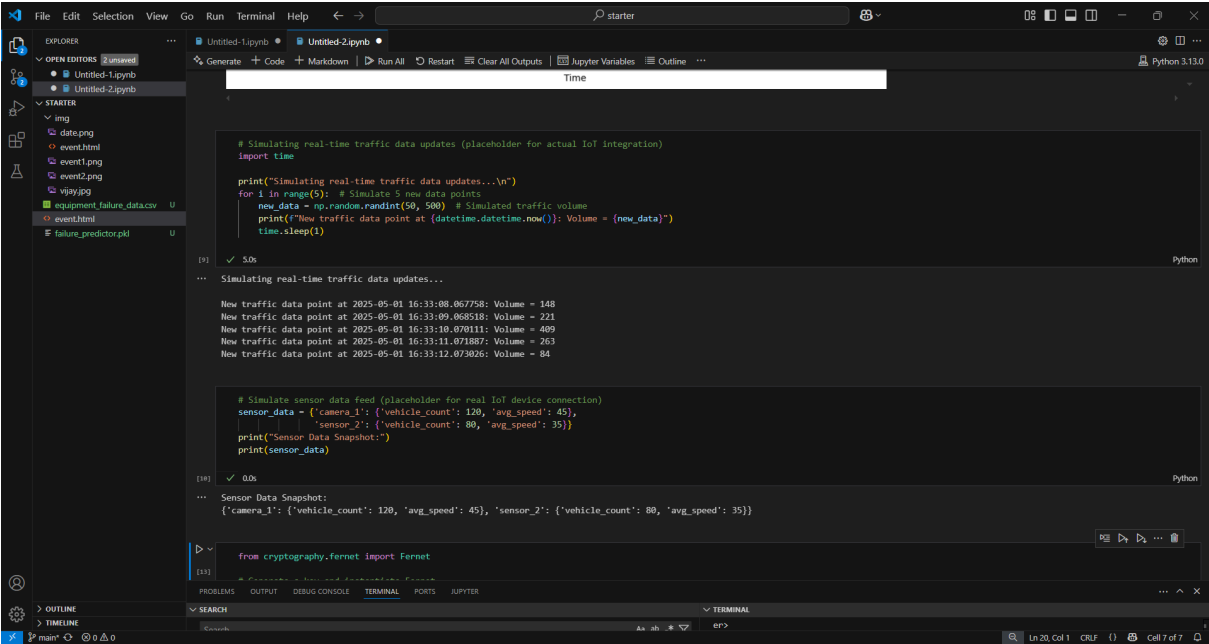 File Edit Selection View Go Run Terminal Help
starter
EXPLORER
OPEN EDITORS 2 unsaved
Untitled-1.ipynb
Untitled-2.ipynb
STARTER
img
date.png
event.html
event1.png
event2.png
vijay.jpg
equipment_failure_data.csv U
event.html
failure_predictor.pkl U
OUTLINE
TIMELINE
Untitled-1.ipynb
Untitled-2.ipynb
Generate + Code + Markdown | Run All Restart Clear All Outputs | Jupyter Variables Outline ...
Python 3.13.0
Time
# Simulating real-time traffic data updates (placeholder for actual IoT integration)
import time
print("Simulating real-time traffic data updates...\n")
for i in range(5):  # Simulate 5 new data points
new_data = np.random.randint(50, 500)  # Simulated traffic volume
print(f"New traffic data point at {datetime.datetime.now()}: Volume = {new_data}")
time.sleep(1)
[9] 5.0s
Python
Simulating real-time traffic data updates...
New traffic data point at 2025-05-01 16:33:08.067758: Volume = 148
New traffic data point at 2025-05-01 16:33:09.068518: Volume = 221
New traffic data point at 2025-05-01 16:33:10.070111: Volume = 409
New traffic data point at 2025-05-01 16:33:11.071887: Volume = 263
New traffic data point at 2025-05-01 16:33:12.073026: Volume = 84
# Simulate sensor data feed (placeholder for real IoT device connection)
sensor_data = {'camera_1': {'vehicle_count': 120, 'avg_speed': 45},
'sensor_2': {'vehicle_count': 80, 'avg_speed': 35}}
print("Sensor Data Snapshot:")
print(sensor_data)
[10] 0.0s
Python
Sensor Data Snapshot:
{'camera_1': {'vehicle_count': 120, 'avg_speed': 45}, 'sensor_2': {'vehicle_count': 80, 'avg_speed': 35}}
from cryptography.fernet import Fernet
[13]
PROBLEMS OUTPUT DEBUG CONSOLE TERMINAL PORTS JUPYTER
SEARCH
TERMINAL
Search
er>
main* 0 0
Ln 20, Col 1 CRLF {} Cell 7 of 7